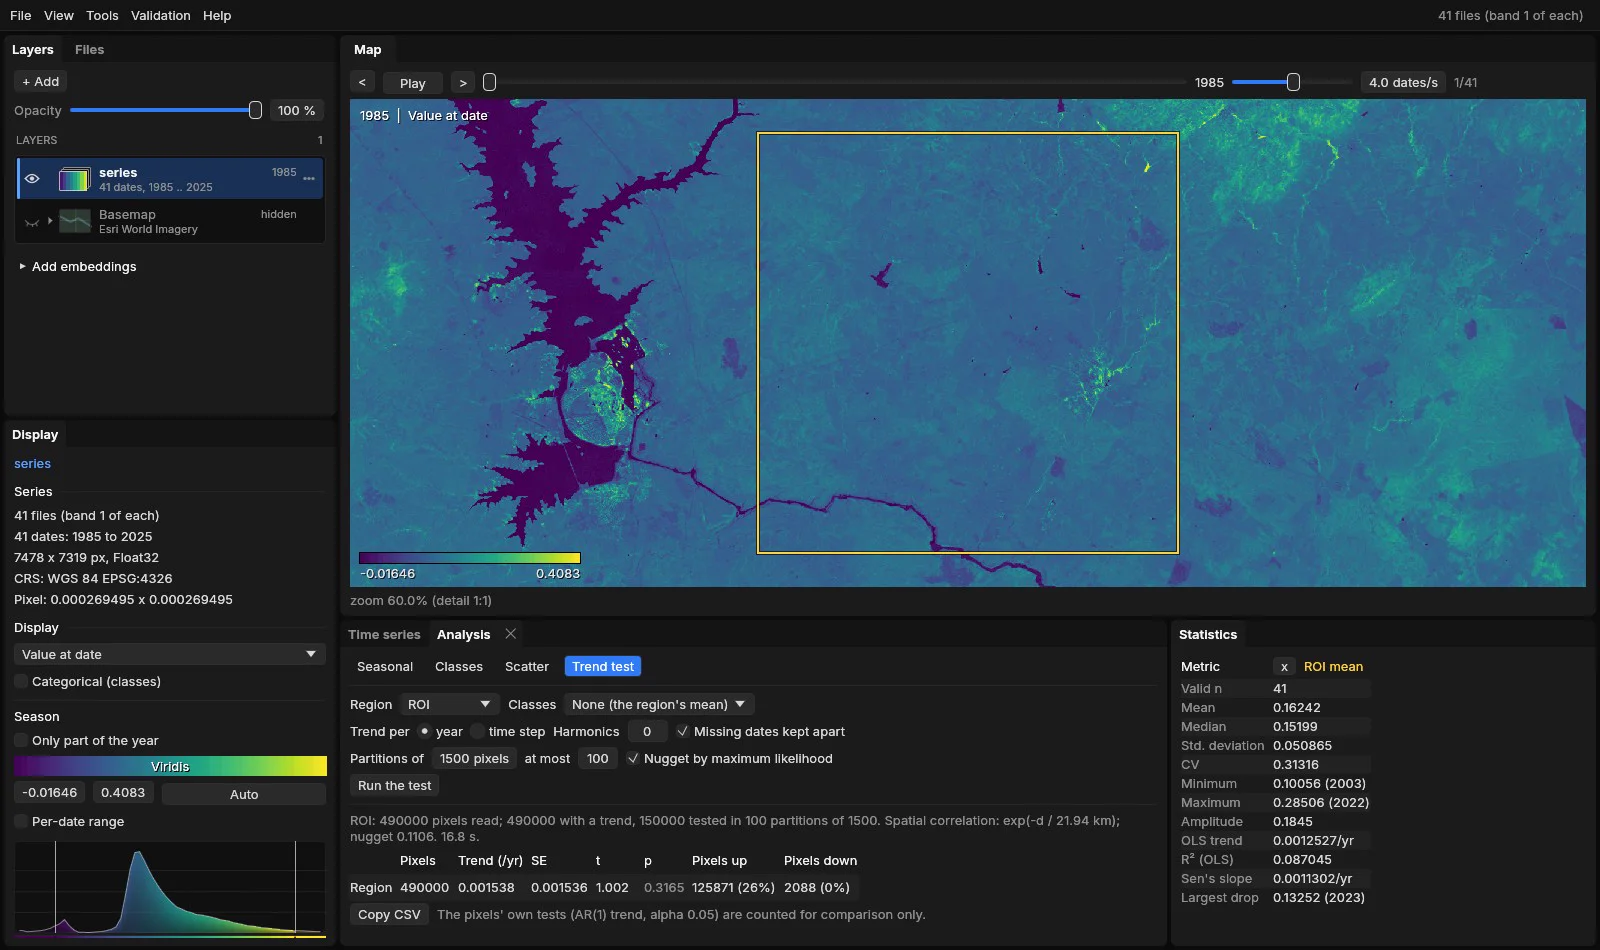 File View Tools Validation Help
41 files (band 1 of each)
Layers Files
+ Add
Opacity 100 %
LAYERS 1
series 1985 ...
41 dates, 1985 .. 2025
Basemap hidden
Esri World Imagery
Add embeddings
Display
series
Series
41 files (band 1 of each)
41 dates: 1985 to 2025
7478 x 7319 px, Float32
CRS: WGS 84 EPSG:4326
Pixel: 0.000269495 x 0.000269495
Display
Value at date
Categorical (classes)
Season
Only part of the year
Viridis
-0.01646 0.4083 Auto
Per-date range
Map
< Play > 1985 4.0 dates/s 1/41
1985 | Value at date
-0.01646 0.4083
zoom 60.0% (detail 1:1)
Time series Analysis
Seasonal Classes Scatter Trend test
Region ROI Classes None (the region's mean)
Trend per year time step Harmonics 0 Missing dates kept apart
Partitions of 1500 pixels at most 100 Nugget by maximum likelihood
Run the test
ROI: 490000 pixels read; 490000 with a trend, 150000 tested in 100 partitions of 1500. Spatial correlation: exp(-d / 21.94 km);
nugget 0.1106. 16.8 s.
Pixels Trend (/yr) SE t p Pixels up Pixels down
Region 490000 0.001538 0.001536 1.002 0.3165 125871 (26%) 2088 (0%)
Copy CSV The pixels' own tests (AR(1) trend, alpha 0.05) are counted for comparison only.
Statistics
Metric x ROI mean
Valid n 41
Mean 0.16242
Median 0.15199
Std. deviation 0.050865
CV 0.31316
Minimum 0.10056 (2003)
Maximum 0.28506 (2022)
Amplitude 0.1845
OLS trend 0.0012527/yr
R² (OLS) 0.087045
Sen's slope 0.0011302/yr
Largest drop 0.13252 (2023)